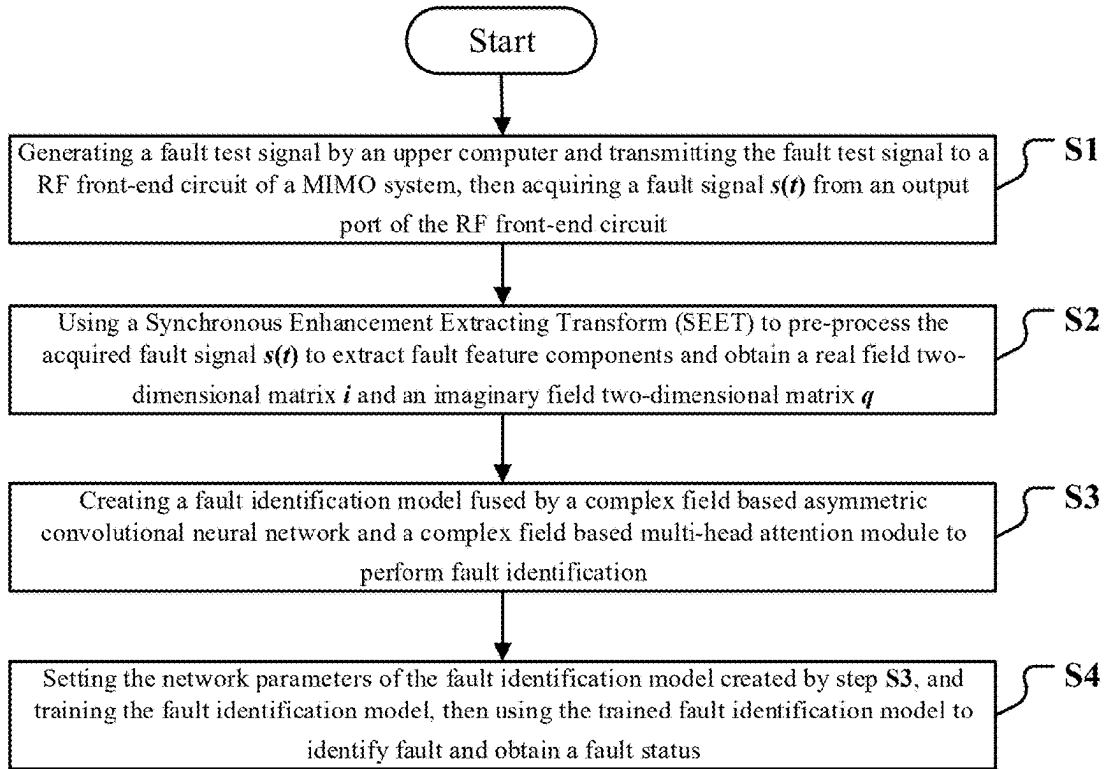 Start
Generating a fault test signal by an upper computer and transmitting the fault test signal to a
RF front-end circuit of a MIMO system, then acquiring a fault signal s(t) from an output
port of the RF front-end circuit
S1
Using a Synchronous Enhancement Extracting Transform (SEET) to pre-process the
acquired fault signal s(t) to extract fault feature components and obtain a real field two-
dimensional matrix i and an imaginary field two-dimensional matrix q
S2
Creating a fault identification model fused by a complex field based asymmetric
convolutional neural network and a complex field based multi-head attention module to
perform fault identification
S3
Setting the network parameters of the fault identification model created by step S3, and
training the fault identification model, then using the trained fault identification model to
identify fault and obtain a fault status
S4